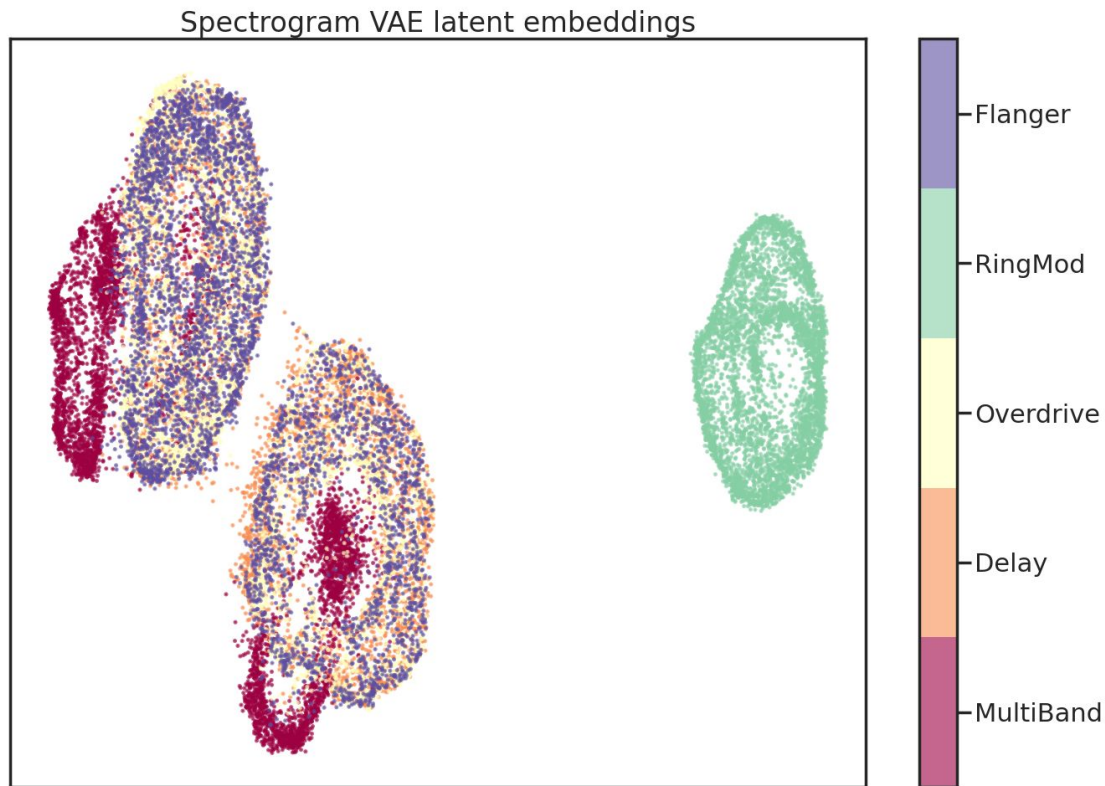 Spectrogram VAE latent embeddings
Flanger
RingMod
Overdrive
Delay
MultiBand